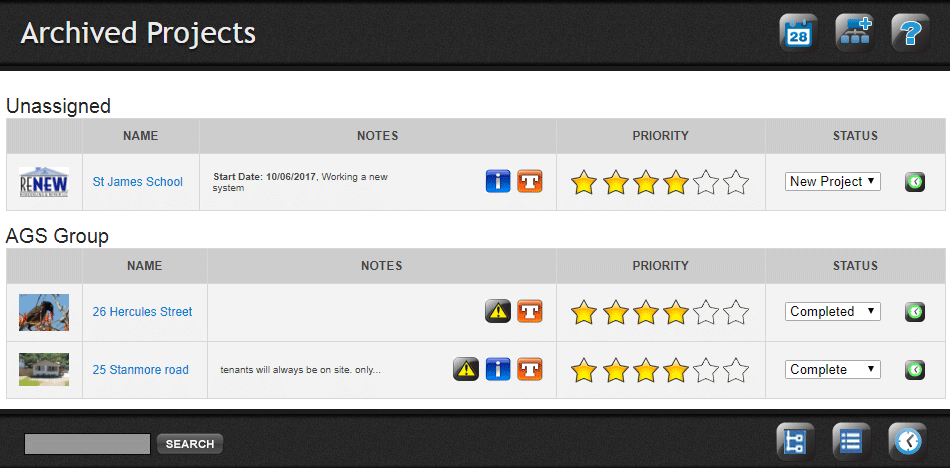 Archived Projects
28
Unassigned
NAME NOTES PRIORITY STATUS
RENEW
St James School
Start Date: 10/06/2017, Working a new
system
New Project
AGS Group
NAME NOTES PRIORITY STATUS
26 Hercules Street
Completed
25 Stanmore road
tenants will always be on site. only...
Complete
SEARCH